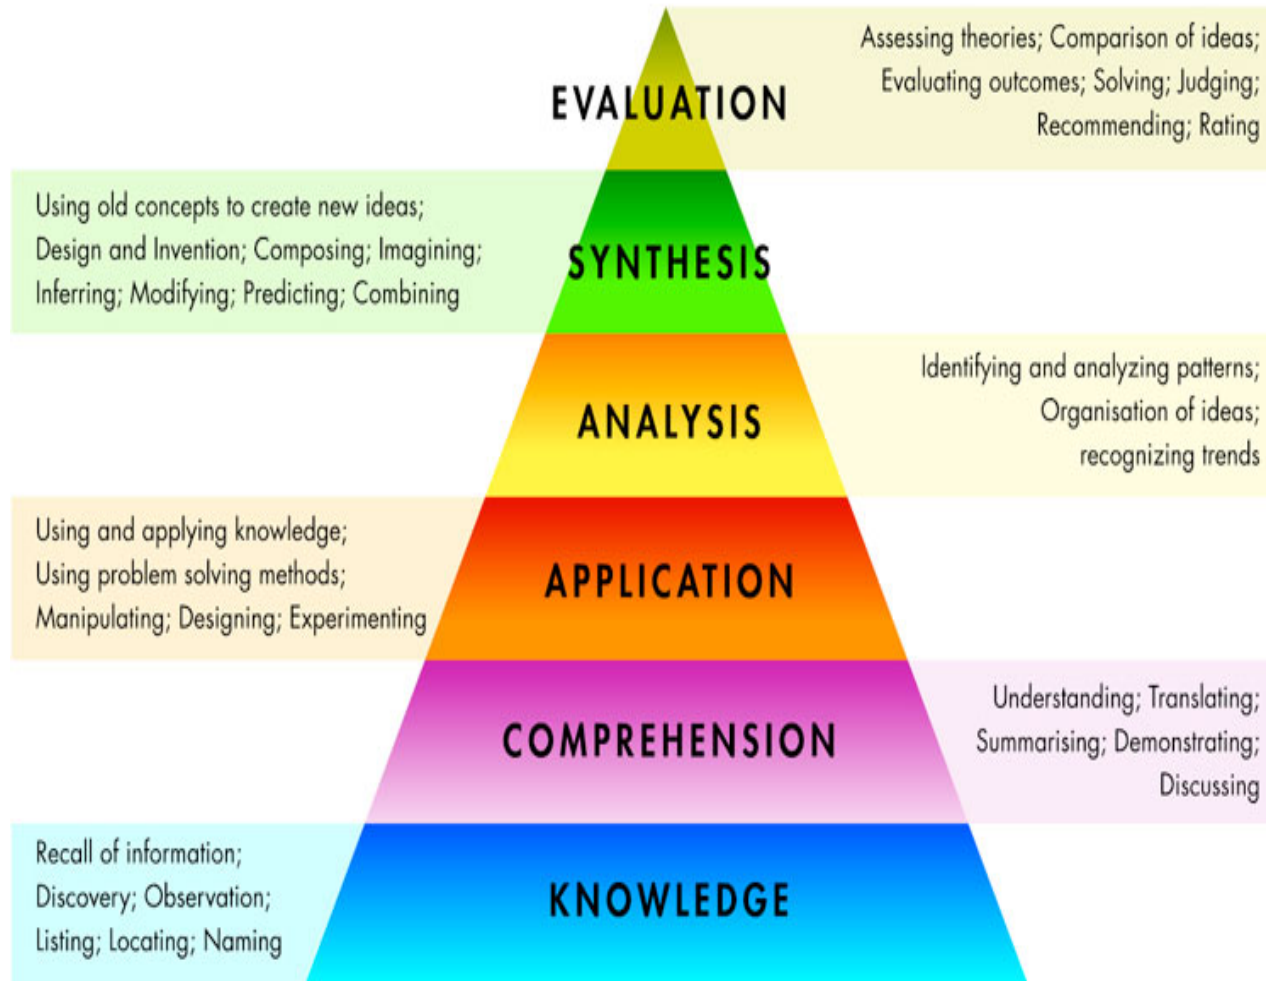 EVALUATION
Assessing theories; Comparison of ideas;
Evaluating outcomes; Solving; Judging;
Recommending; Rating
Using old concepts to create new ideas;
Design and Invention; Composing; Imagining;
Inferring; Modifying; Predicting; Combining
SYNTHESIS
ANALYSIS
Identifying and analyzing patterns;
Organisation of ideas;
recognizing trends
Using and applying knowledge;
Using problem solving methods;
Manipulating; Designing; Experimenting
APPLICATION
COMPREHENSION
Understanding; Translating;
Summarising; Demonstrating;
Discussing
Recall of information;
Discovery; Observation;
Listing; Locating; Naming
KNOWLEDGE